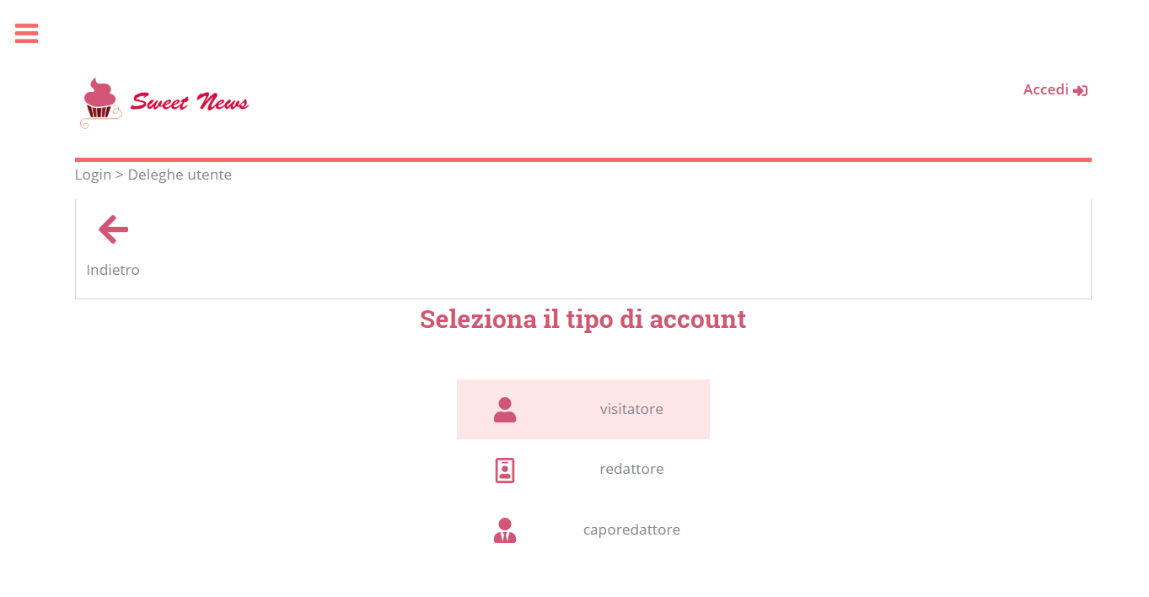 Sweet News
Accedi
Login > Deleghe utente
Indietro
Seleziona il tipo di account
visitatore
redattore
caporedattore